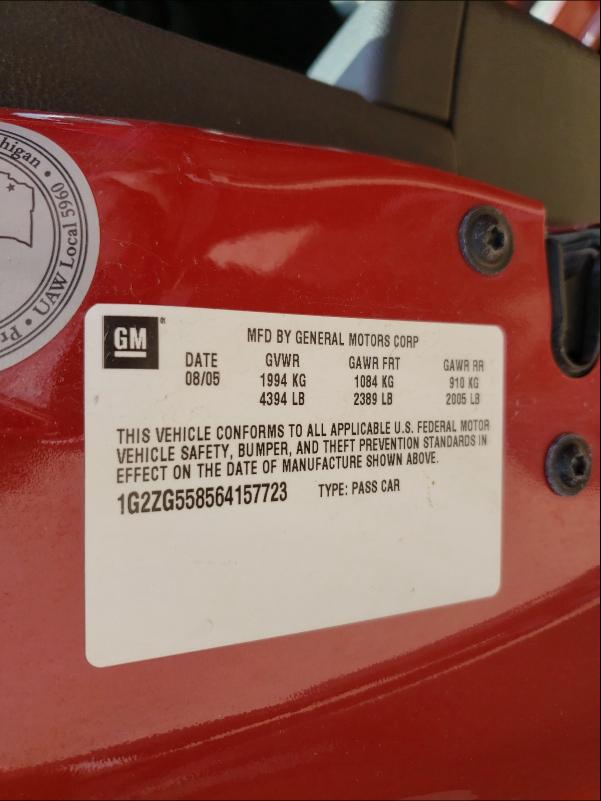 higan •
UAW Local 5960
• Pr
GM
®
MFD BY GENERAL MOTORS CORP
DATE GVWR GAWR FRT GAWR RR
08/05 1994 KG 1084 KG 910 KG
4394 LB 2389 LB 2005 LB
THIS VEHICLE CONFORMS TO ALL APPLICABLE U.S. FEDERAL MOTOR
VEHICLE SAFETY, BUMPER, AND THEFT PREVENTION STANDARDS IN
EFFECT ON THE DATE OF MANUFACTURE SHOWN ABOVE.
1G2ZG558564157723 TYPE: PASS CAR